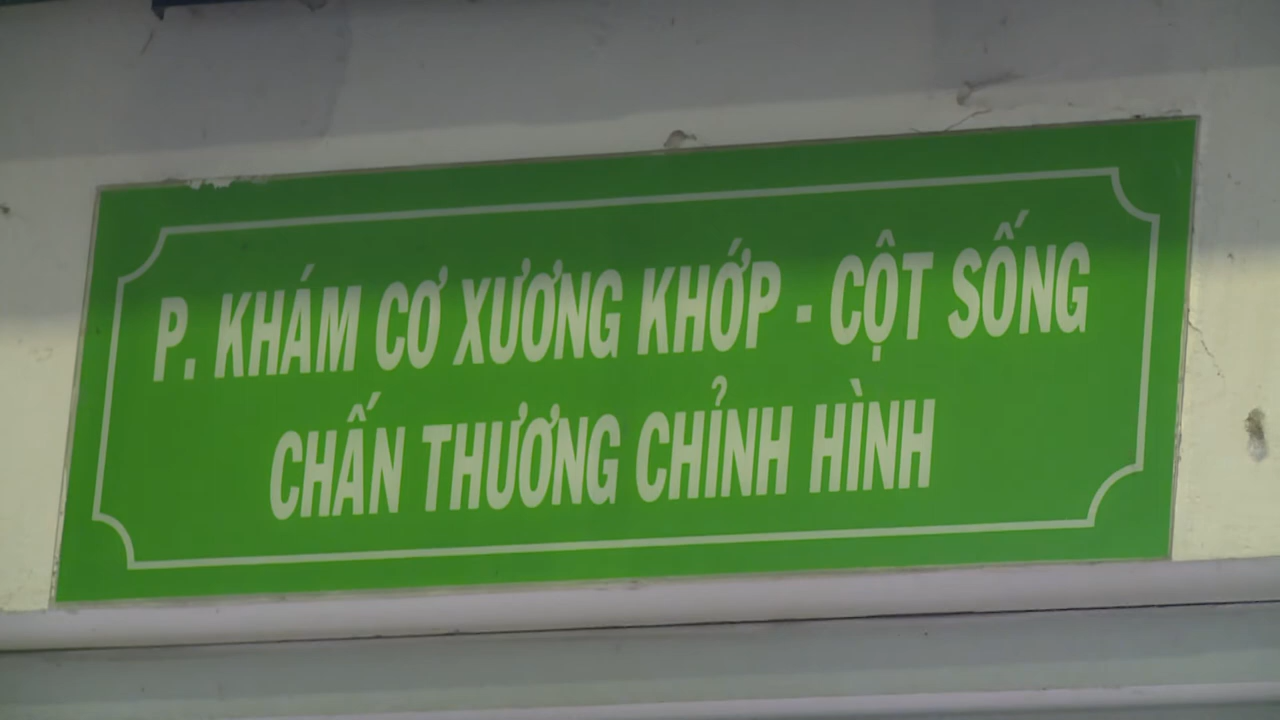 P. KHÁM CƠ XƯƠNG KHỚP - CỘT SỐNG
CHẤN THƯƠNG CHỈNH HÌNH